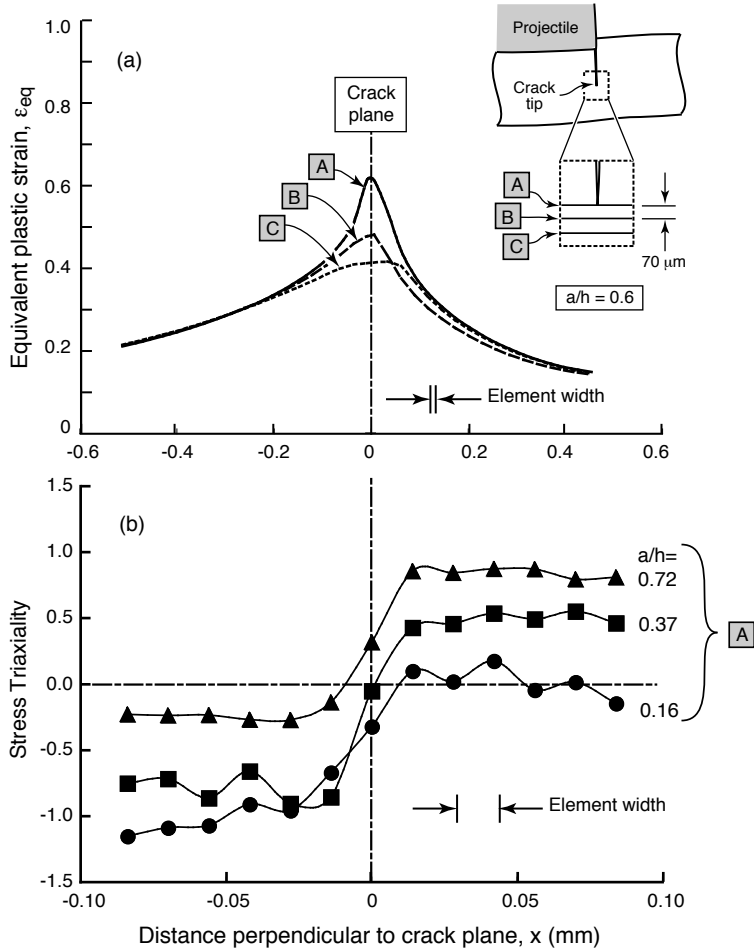 1.0
0.8
0.6
0.4
0.2
0
Equivalent plastic strain, εeq
(a)
Crack
plane
A
B
C
Projectile
Crack
tip
A
B
C
70 μm
a/h = 0.6
Element width
-0.6
-0.4
-0.2
0
0.2
0.4
0.6
1.5
1.0
0.5
0.0
-0.5
-1.0
-1.5
Stress Triaxiality
(b)
a/h=
0.72
0.37
0.16
A
Element width
-0.10
-0.05
0
0.05
0.10
Distance perpendicular to crack plane, x (mm)